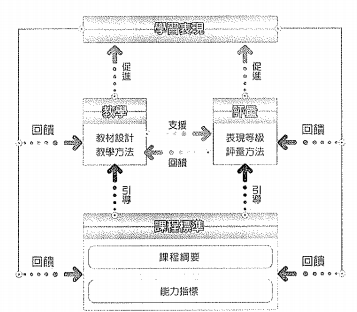 學習表現
促進
促進
教學
評量
回饋
教材設計
教學方法
支援
回饋
表現等級
評量方法
回饋
引導
引導
課程標準
課程綱要
能力指標
回饋
回饋